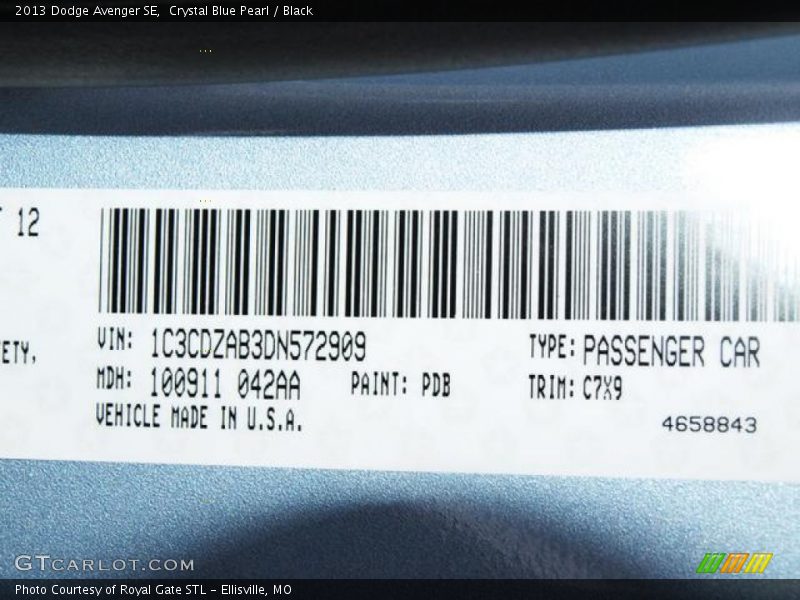 2013 Dodge Avenger SE,  Crystal Blue Pearl / Black
12
VIN: 1C3CDZAB3DN572909
TYPE: PASSENGER CAR
ETY,
MDH: 100911 042AA
PAINT: PDB
TRIM: C7X9
VEHICLE MADE IN U.S.A.
4658843
GTCARLOT.COM
Photo Courtesy of Royal Gate STL - Ellisville, MO